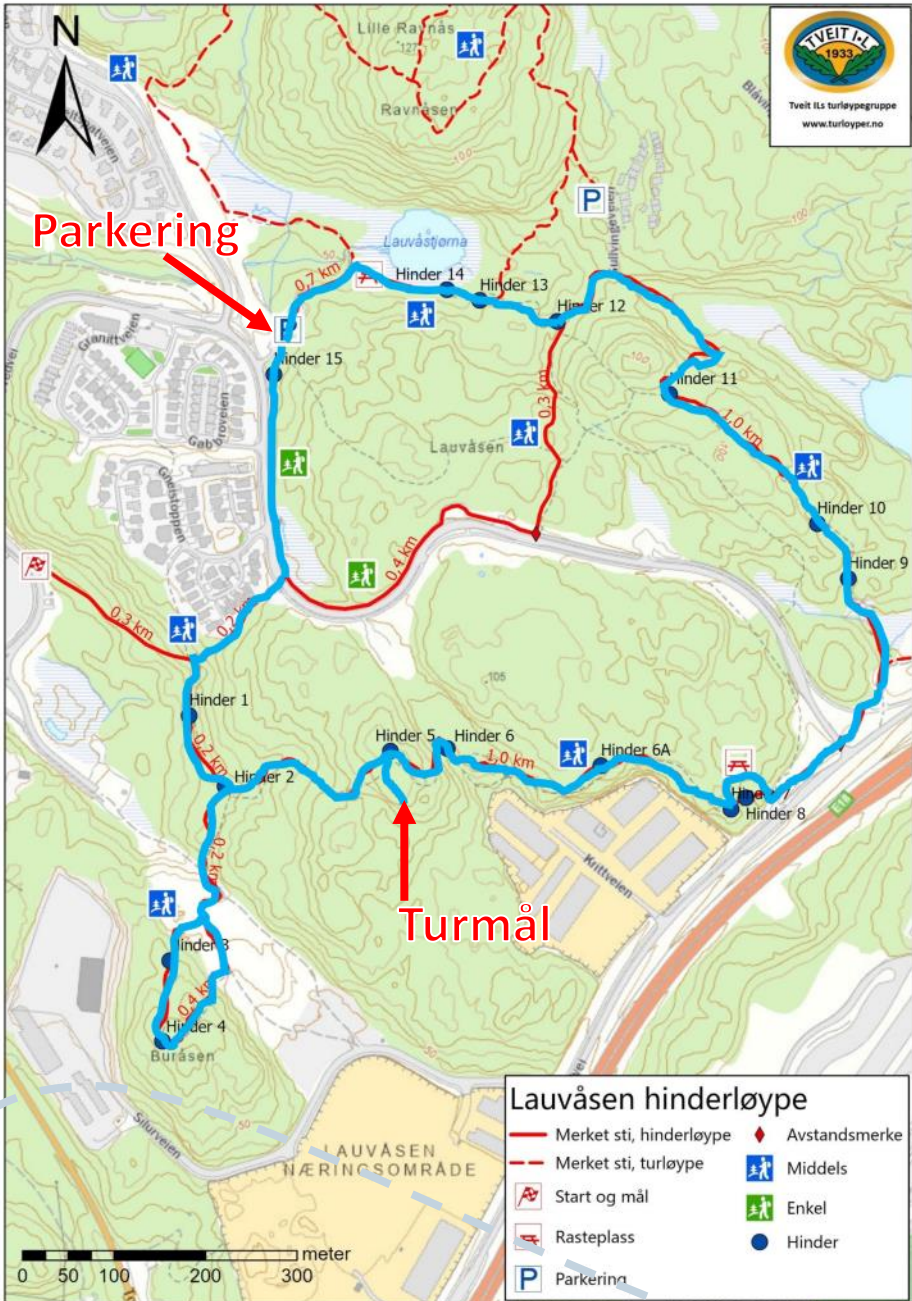 N
Lille Ravnås
127
Ravnåsen
TVEIT I·L
1933
Tveit ILs turløypegruppe
www.turloyper.no
100
P
Parkering
50
Lauvåstjørna
0,7 km
Hinder 14
Hinder 13
Hinder 12
P
Hinder 15
Granittveien
Gabbroveien
Gneistoppen
0,3 km
Lauvåsen
100
Hinder 11
1,0 km
100
Hinder 10
Hinder 9
0,4 km
0,3 km
0,2 km
Hinder 1
105
0,2 km
Hinder 2
Hinder 5
Hinder 6
1,0 km
Hinder 6A
Hinder 8
E18
Krittveien
Turmål
0,2 km
0,4 km
Hinder 4
Buråsen
50
50
Silurveien
LAUVÅSEN
NÆRINGSOMRÅDE
Lauvåsen hinderløype
Merket sti, hinderløype
Avstandsmerke
Merket sti, turløype
Middels
Start og mål
Enkel
Rasteplass
Hinder
P Parkering
meter
0 50 100 200 300